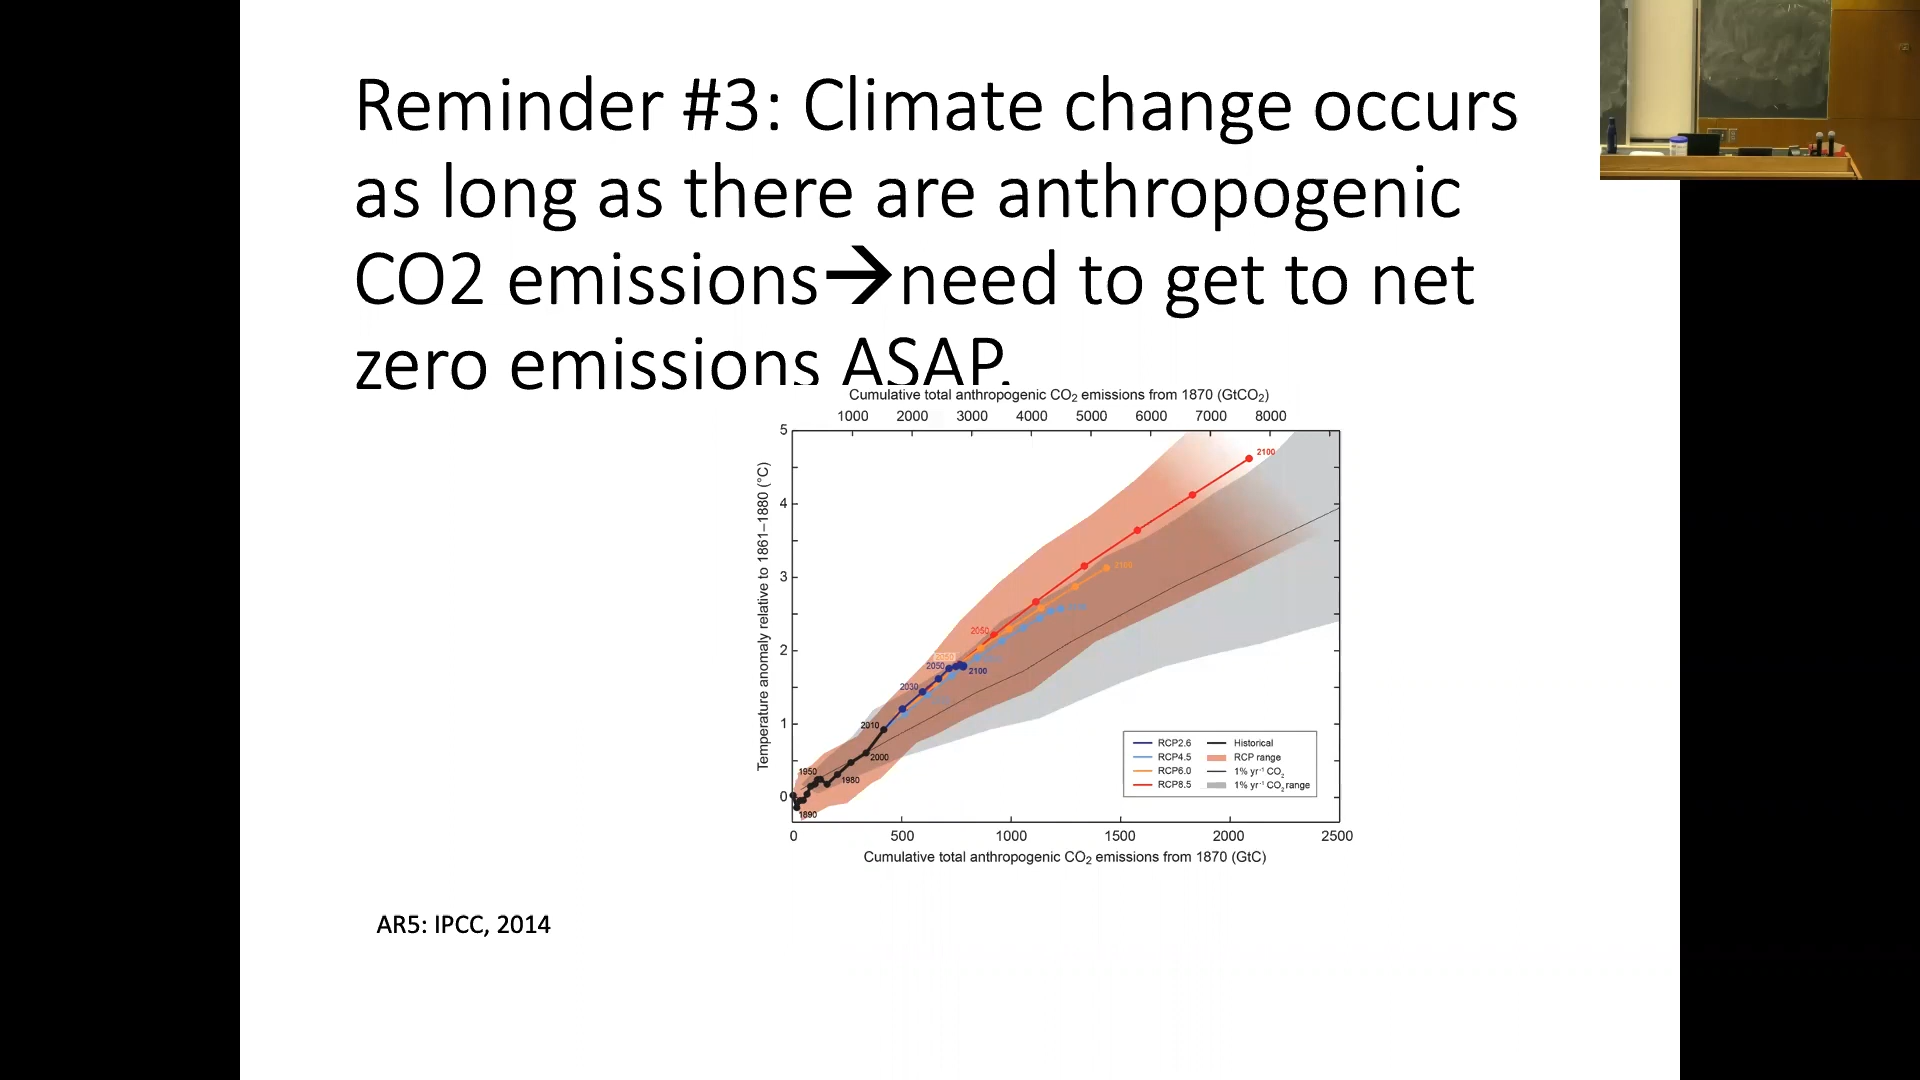 Reminder #3: Climate change occurs
as long as there are anthropogenic
CO2 emissions→need to get to net
zero emissions ASAP.
Cumulative total anthropogenic CO2 emissions from 1870 (GtCO2)
1000 2000 3000 4000 5000 6000 7000 8000
Temperature anomaly relative to 1861–1880 (°C)
5
4
3
2
1
0
2100
2100
2050
2050
2050
2100
2030
2010
2000
1950
1980
1890
RCP2.6 Historical
RCP4.5 RCP range
RCP6.0 1% yr⁻¹ CO2
RCP8.5 1% yr⁻¹ CO2 range
0 500 1000 1500 2000 2500
Cumulative total anthropogenic CO2 emissions from 1870 (GtC)
AR5: IPCC, 2014